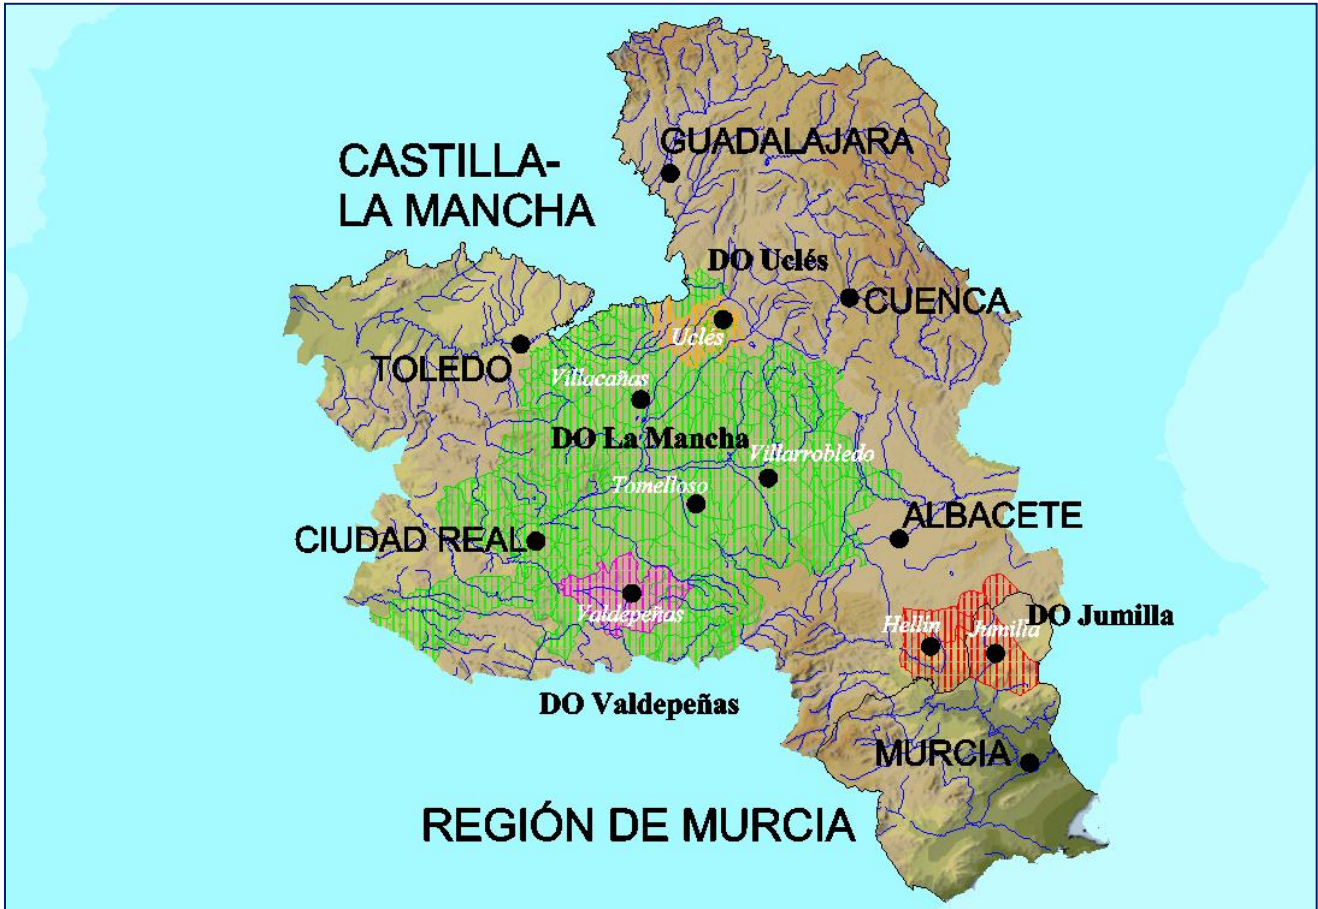 GUADALAJARA
CASTILLA-
LA MANCHA
DO Uclés
CUENCA
Uclés
TOLEDO
Villacañas
DO La Mancha
Villarrobledo
Tomelloso
ALBACETE
CIUDAD REAL
Valdepeñas
DO Jumilla
Hellín
Jumilla
DO Valdepeñas
MURCIA
REGIÓN DE MURCIA